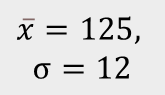 x̄ = 125,
σ = 12